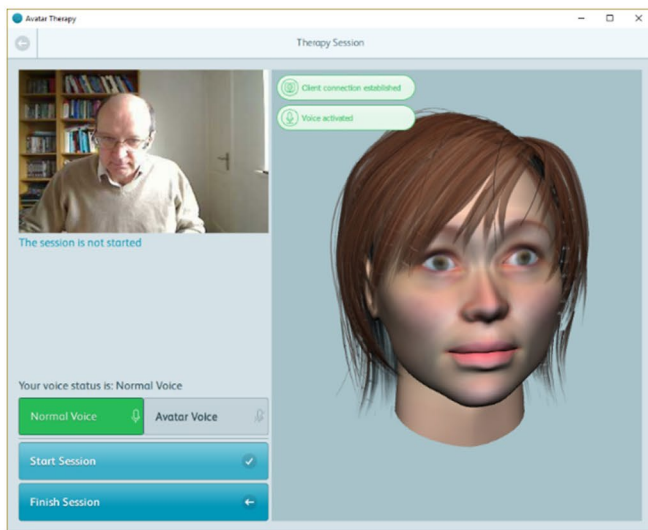 Avatar Therapy
Therapy Session
Client connection established
Voice activated
The session is not started
Your voice status is: Normal Voice
Normal Voice
Avatar Voice
Start Session
Finish Session